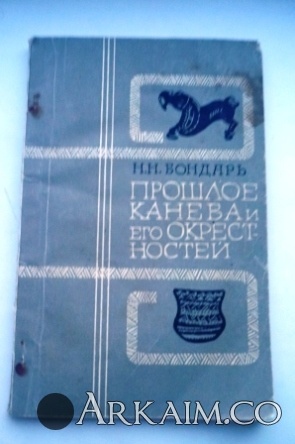 Н.Н. БОНДАРЬ
ПРОШЛОЕ
КАНЕВА И
ЕГО ОКРЕСТ-
НОСТЕЙ
ARKAIM.CO